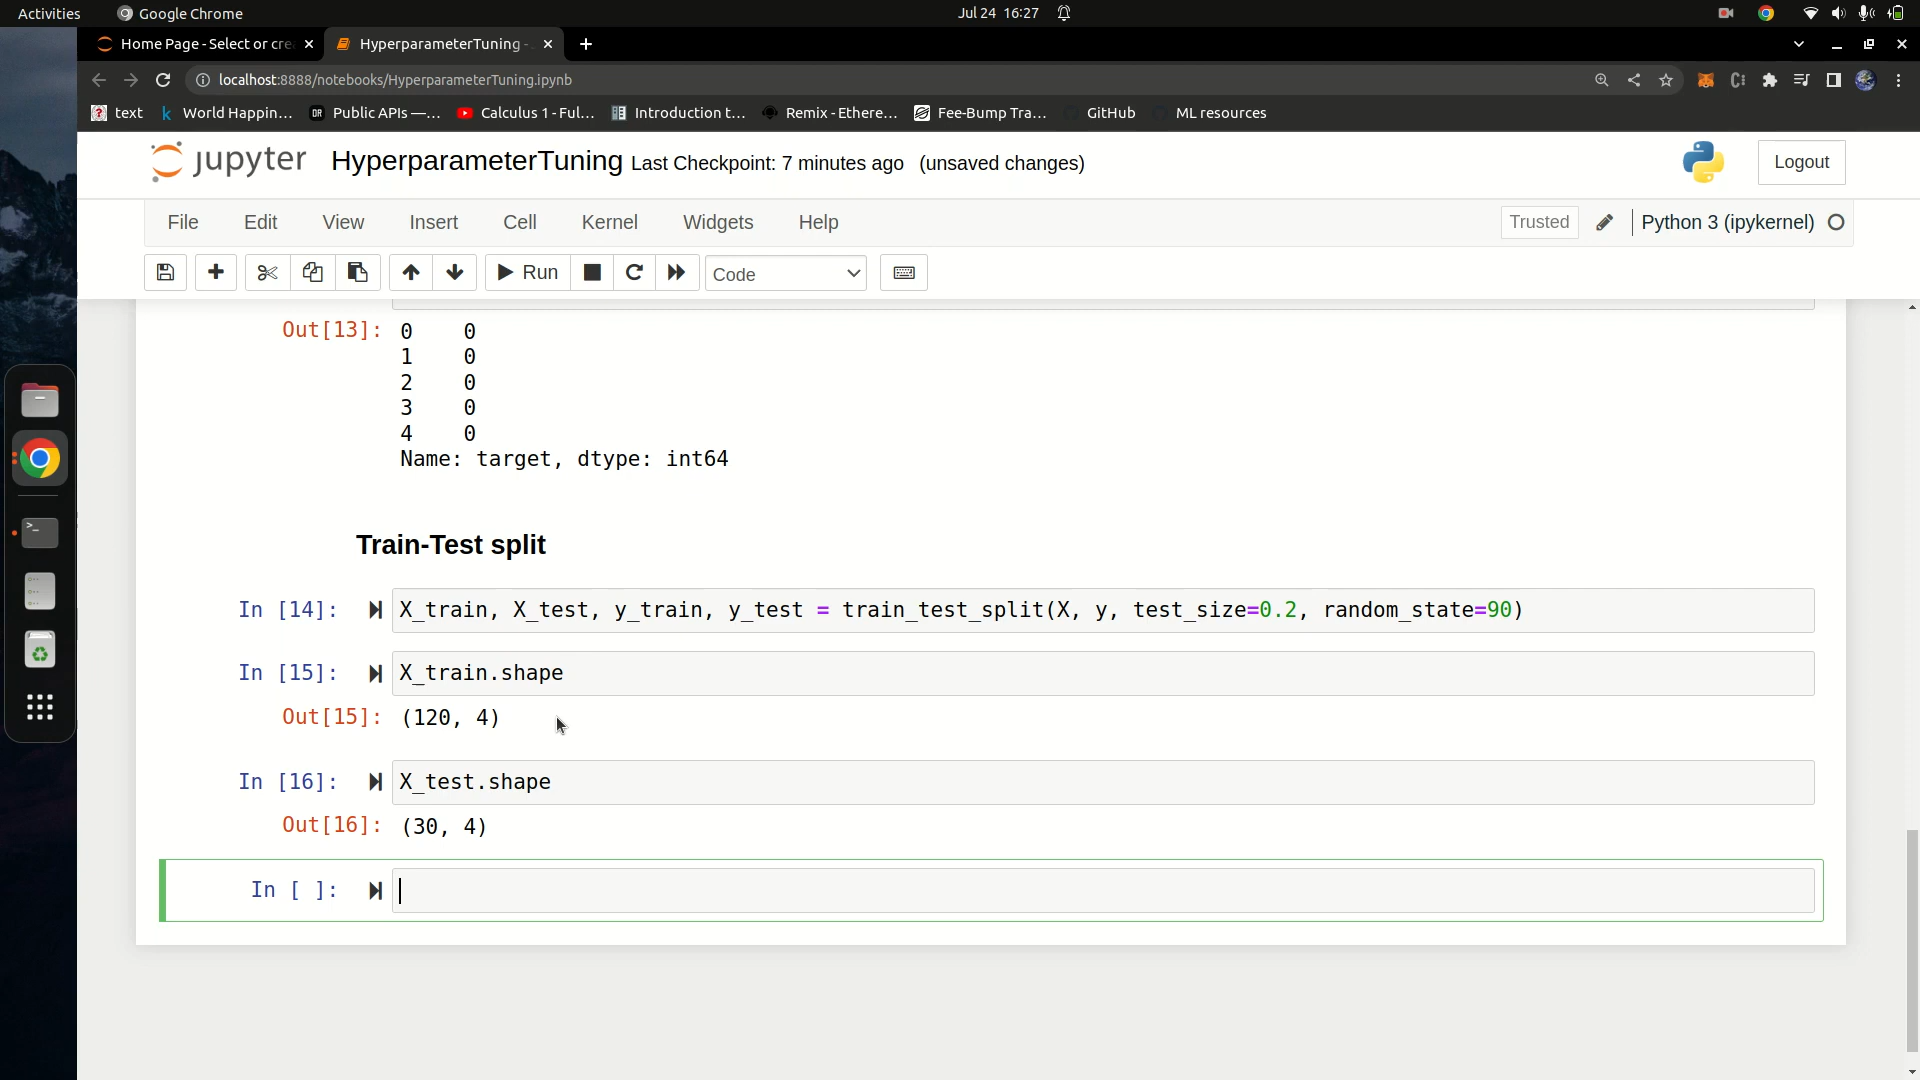 Activities
Google Chrome
Jul 24 16:27
Home Page - Select or cre
HyperparameterTuning -
localhost:8888/notebooks/HyperparameterTuning.ipynb
text
World Happin...
Public APIs —...
Calculus 1 - Ful...
Introduction t...
Remix - Ethere...
Fee-Bump Tra...
GitHub
ML resources
jupyter
HyperparameterTuning Last Checkpoint: 7 minutes ago (unsaved changes)
Logout
File
Edit
View
Insert
Cell
Kernel
Widgets
Help
Trusted
Python 3 (ipykernel)
Run
Code
Out[13]: 0 0
1 0
2 0
3 0
4 0
Name: target, dtype: int64
Train-Test split
In [14]: X_train, X_test, y_train, y_test = train_test_split(X, y, test_size=0.2, random_state=90)
In [15]: X_train.shape
Out[15]: (120, 4)
In [16]: X_test.shape
Out[16]: (30, 4)
In [ ]: